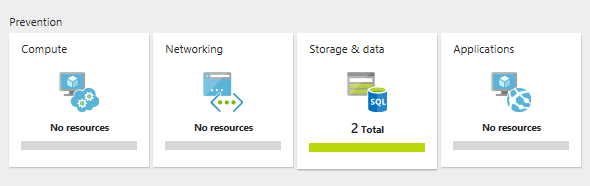 Prevention
Compute
Networking
Storage & data
Applications
SQL
No resources
No resources
2 Total
No resources